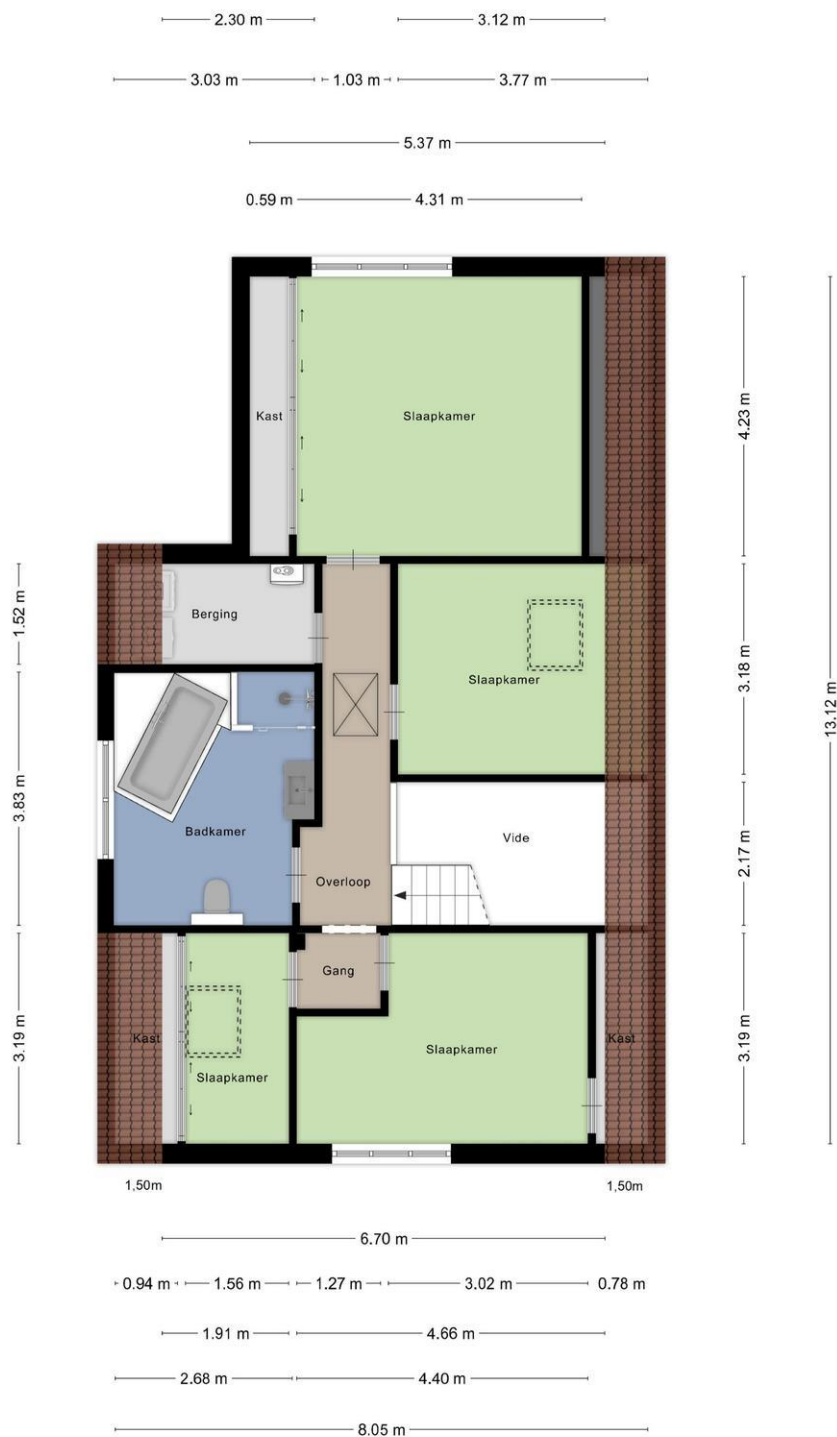 2.30 m
3.12 m
3.03 m
1.03 m
3.77 m
5.37 m
0.59 m
4.31 m
Kast
Slaapkamer
4.23 m
Berging
1.52 m
Slaapkamer
3.18 m
13.12 m
Badkamer
3.83 m
Vide
2.17 m
Overloop
Gang
Kast
Slaapkamer
Slaapkamer
Kast
3.19 m
3.19 m
1,50m
1,50m
6.70 m
0.94 m
1.56 m
1.27 m
3.02 m
0.78 m
1.91 m
4.66 m
2.68 m
4.40 m
8.05 m